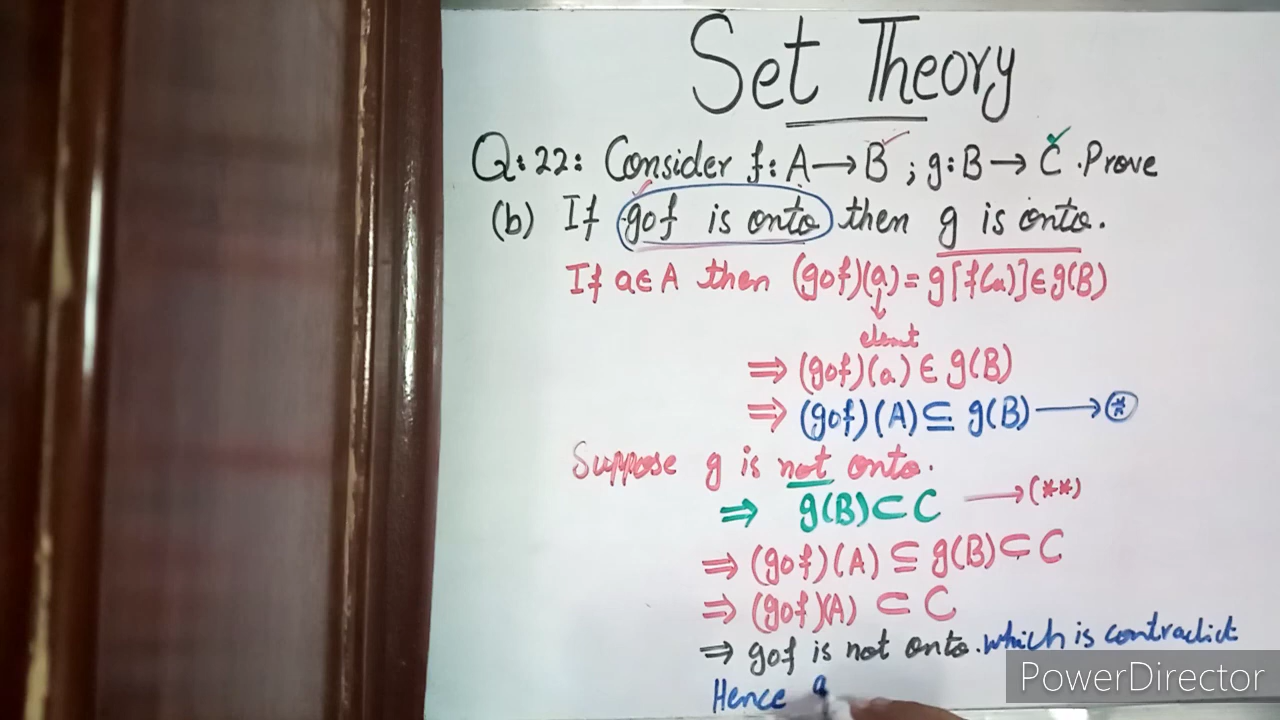 Set Theory
Q:22: Consider f: A → B ; g: B → C. Prove
(b) If gof is onto then g is onto.
If a ∈ A then (gof)(a) = g[f(a)] ∈ g(B)
↓
elemt
⇒ (gof)(a) ∈ g(B)
⇒ (gof)(A) ⊆ g(B) → (*)
Suppose g is not onto.
⇒ g(B) ⊂ C → (**)
⇒ (gof)(A) ⊆ g(B) ⊂ C
⇒ (gof)(A) ⊂ C
⇒ gof is not onto. which is contradict
Hence g
PowerDirector